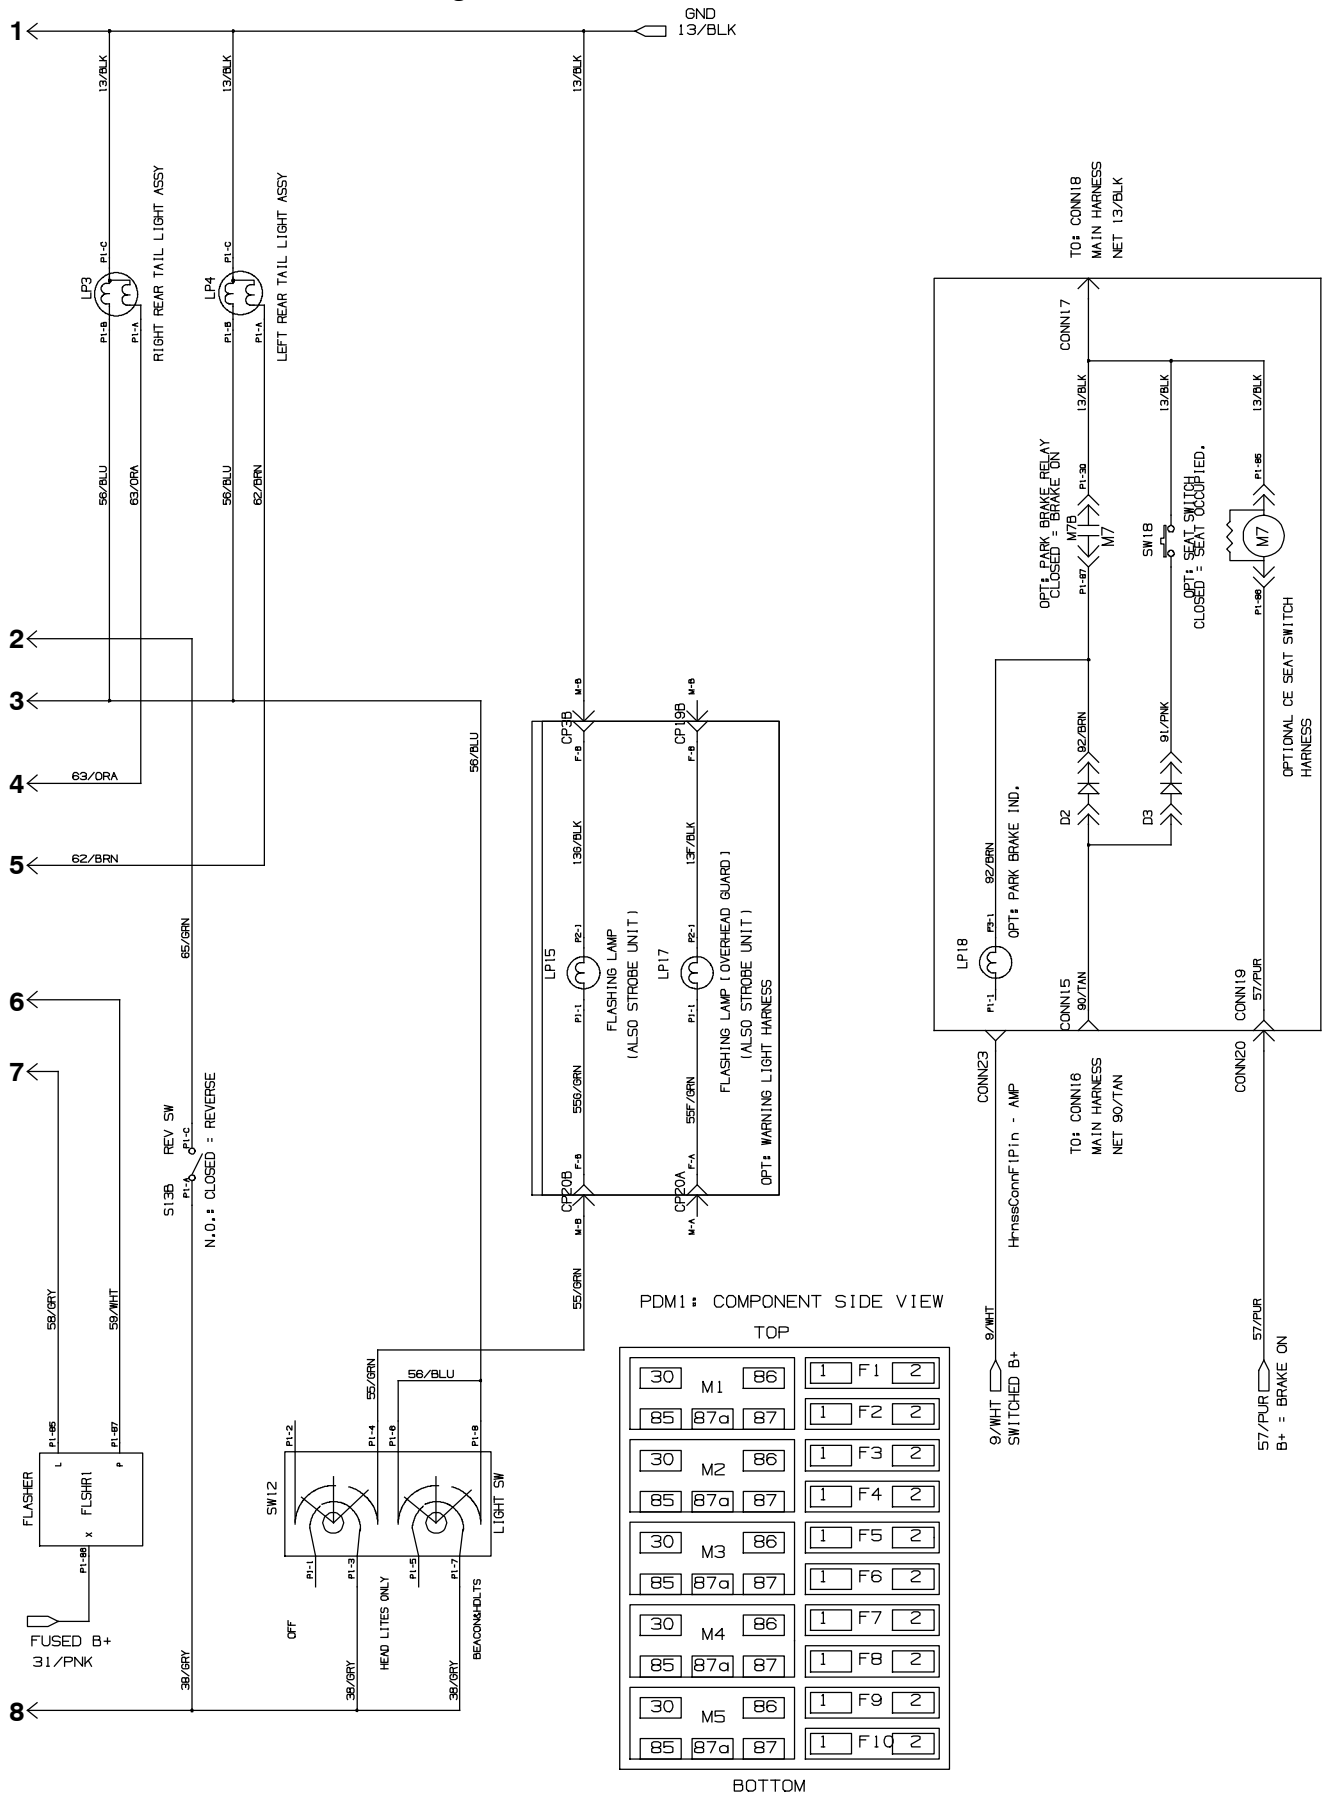 GND
1
13/BLK
13/BLK
13/BLK
13/BLK
LP3
P1-C
P1-B
P1-A
RIGHT REAR TAIL LIGHT ASSY
LP4
P1-C
P1-B
P1-A
LEFT REAR TAIL LIGHT ASSY
56/BLU
63/ORA
56/BLU
62/BRN
2
3
4
63/ORA
5
62/BRN
6
7
8
65/GRN
56/BLU
S13B
REV SW
P1-A
P1-C
N.O.: CLOSED = REVERSE
58/GRY
59/WHT
P1-85
P1-87
FLASHER
L
P
FLSHR1
X
P1-88
FUSED B+
31/PNK
38/GRY
SW12
P1-2
P1-4
P1-6
P1-8
55/GRN
56/BLU
LIGHT SW
P1-1
P1-3
P1-5
P1-7
OFF
HEAD LITES ONLY
BEACON&HDLTS
38/GRY
38/GRY
M-B
CP3B
F-B
136/BLK
P2-1
LP15
FLASHING LAMP
(ALSO STROBE UNIT)
P1-1
55G/GRN
F-B
CP20B
M-B
55/GRN
M-B
CP19B
F-B
13F/BLK
P2-1
LP17
FLASHING LAMP (OVERHEAD GUARD)
(ALSO STROBE UNIT)
P1-1
55F/GRN
F-A
CP20A
M-A
OPT: WARNING LIGHT HARNESS
TO: CONN18
MAIN HARNESS
NET 13/BLK
CONN17
13/BLK
13/BLK
13/BLK
OPT: PARK BRAKE RELAY
CLOSED = BRAKE ON
P1-30
M7B
M7
P1-87
SW18
OPT: SEAT SWITCH
CLOSED = SEAT OCCUPIED.
P1-85
M7
P1-86
OPTIONAL CE SEAT SWITCH
HARNESS
92/BRN
91/PNK
D2
D3
92/BRN
OPT: PARK BRAKE IND.
P3-1
LP18
P1-1
CONN15
90/TAN
CONN19
57/PUR
CONN23
CONN20
TO: CONN16
MAIN HARNESS
NET 90/TAN
HrnssConnF1Pin - AMP
9/WHT
9/WHT
SWITCHED B+
57/PUR
57/PUR
B+ = BRAKE ON
PDM1: COMPONENT SIDE VIEW
TOP
30 M1 86
85 87a 87
30 M2 86
85 87a 87
30 M3 86
85 87a 87
30 M4 86
85 87a 87
30 M5 86
85 87a 87
1 F1 2
1 F2 2
1 F3 2
1 F4 2
1 F5 2
1 F6 2
1 F7 2
1 F8 2
1 F9 2
1 F10 2
BOTTOM